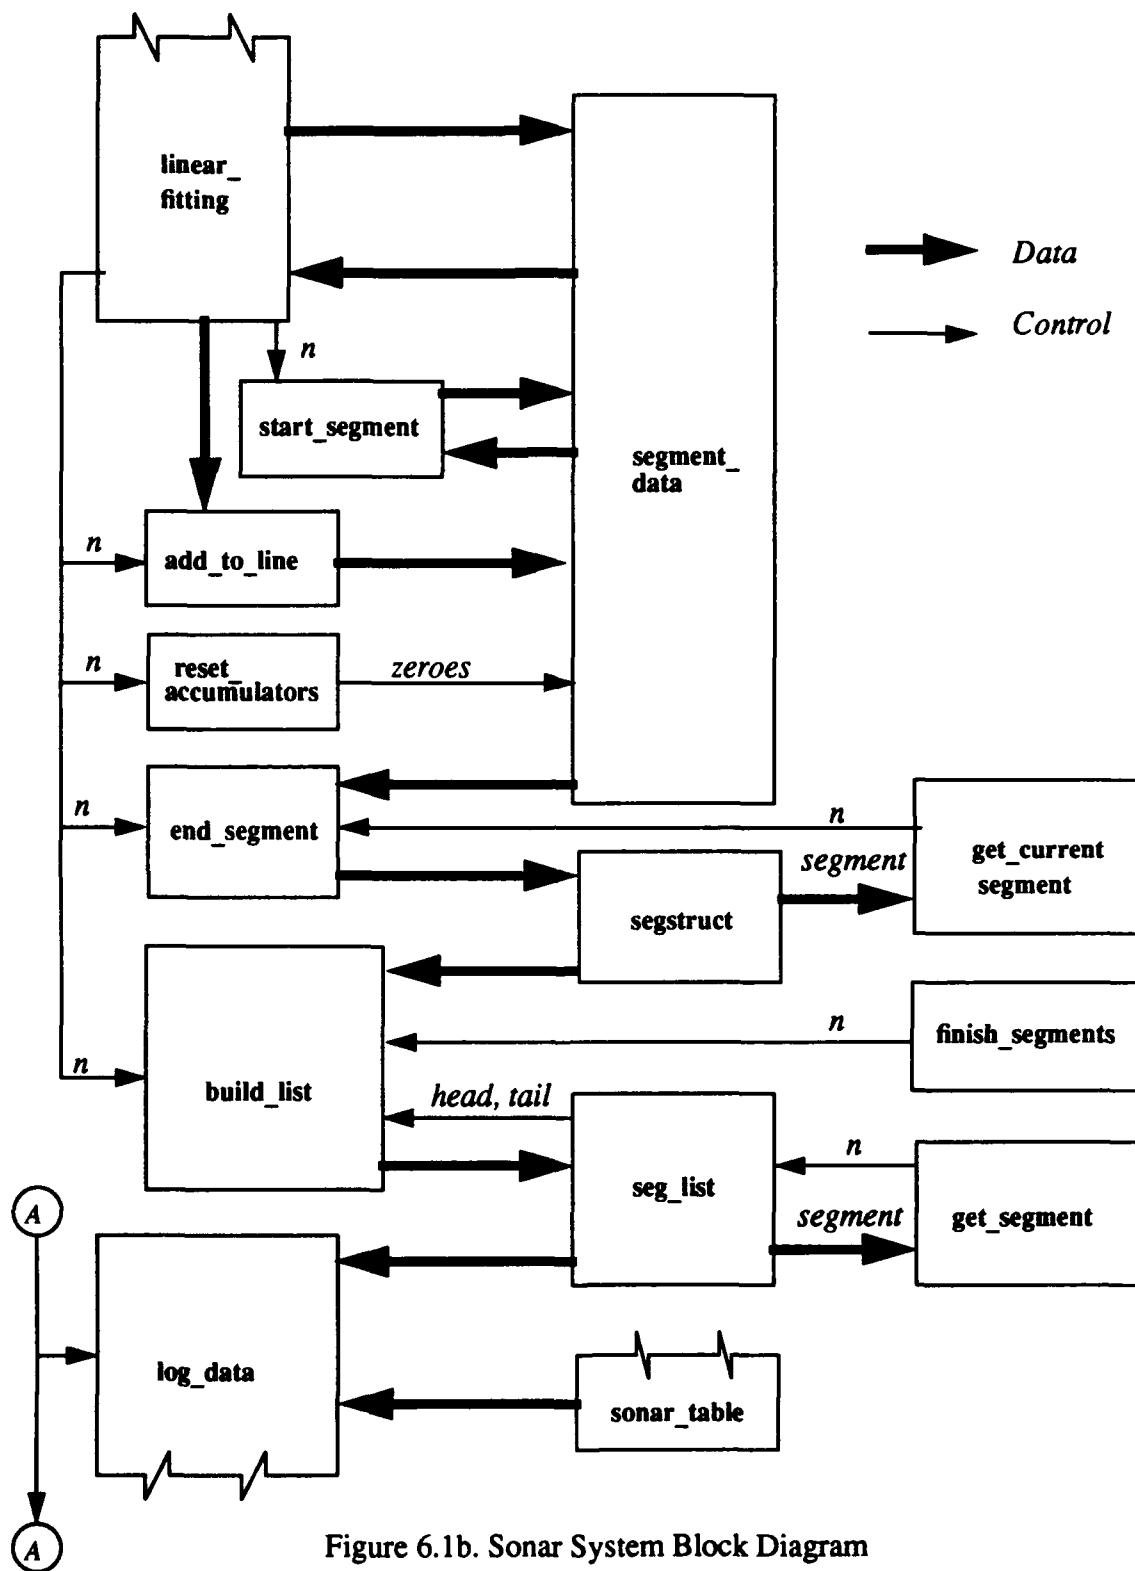 linear_
fitting
Data
Control
n
start_segment
segment_
data
n
add_to_line
n
reset_
accumulators
zeroes
n
end_segment
n
get_current
segment
segment
segstruct
n
finish_segments
n
build_list
head, tail
n
seg_list
segment
get_segment
A
log_data
sonar_table
A
Figure 6.1b. Sonar System Block Diagram